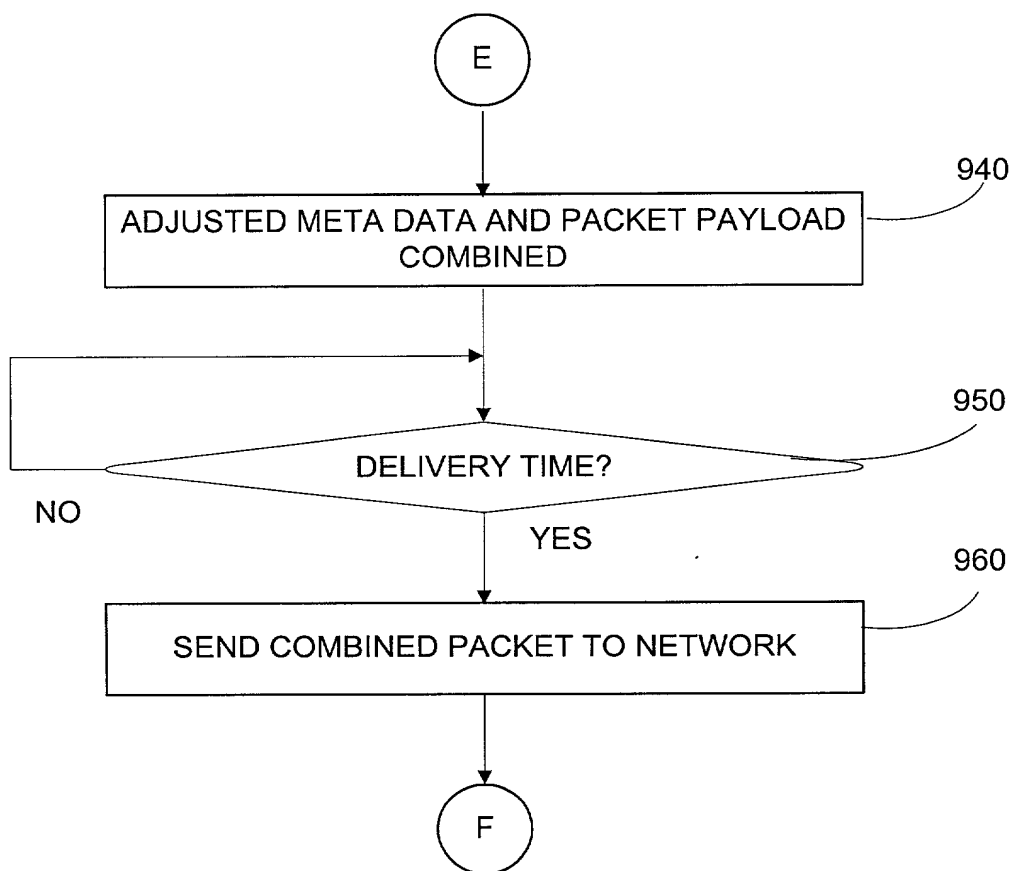 E
940
ADJUSTED META DATA AND PACKET PAYLOAD
COMBINED
950
DELIVERY TIME?
NO
YES
960
SEND COMBINED PACKET TO NETWORK
F